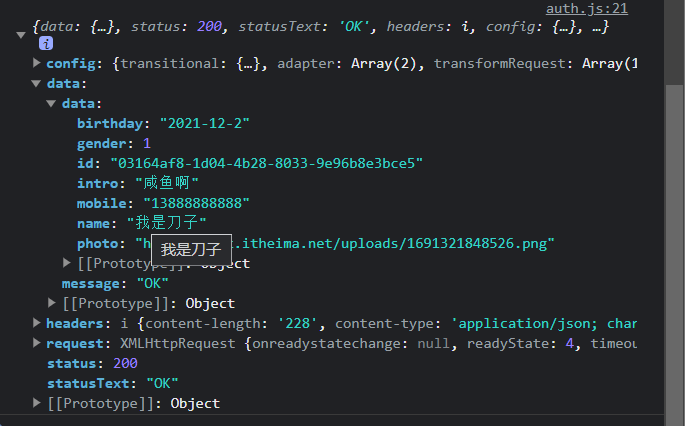 auth.js:21
{data: {…}, status: 200, statusText: 'OK', headers: i, config: {…}, …}
i
config: {transitional: {…}, adapter: Array(2), transformRequest: Array(1
data:
data:
birthday: "2021-12-2"
gender: 1
id: "03164af8-1d04-4b28-8033-9e96b8e3bce5"
intro: "咸鱼啊"
mobile: "13888888888"
name: "我是刀子"
photo: "h .itheima.net/uploads/1691321848526.png"
我是刀子
[[Prototype]]: Object
message: "OK"
[[Prototype]]: Object
headers: i {content-length: '228', content-type: 'application/json; char
request: XMLHttpRequest {onreadystatechange: null, readyState: 4, timeou
status: 200
statusText: "OK"
[[Prototype]]: Object